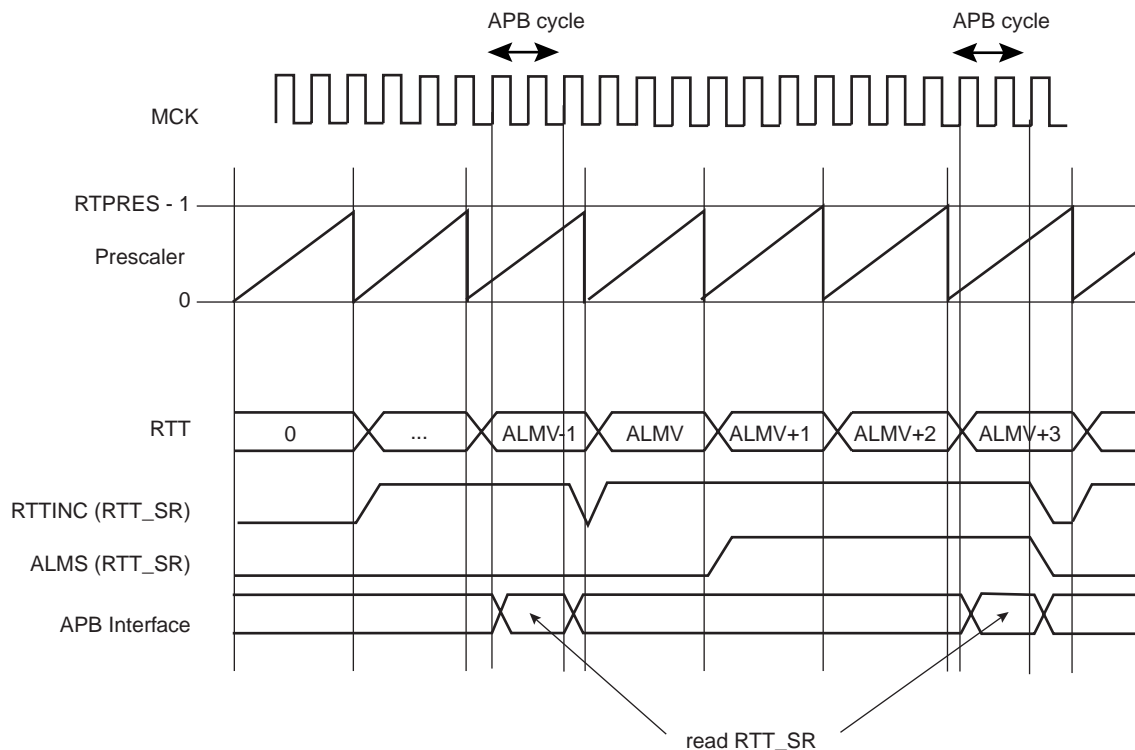 APB cycle APB cycle
MCK
RTPRES - 1
Prescaler
0
RTT 0 ... ALMV-1 ALMV ALMV+1 ALMV+2 ALMV+3
RTTINC (RTT_SR)
ALMS (RTT_SR)
APB Interface
read RTT_SR